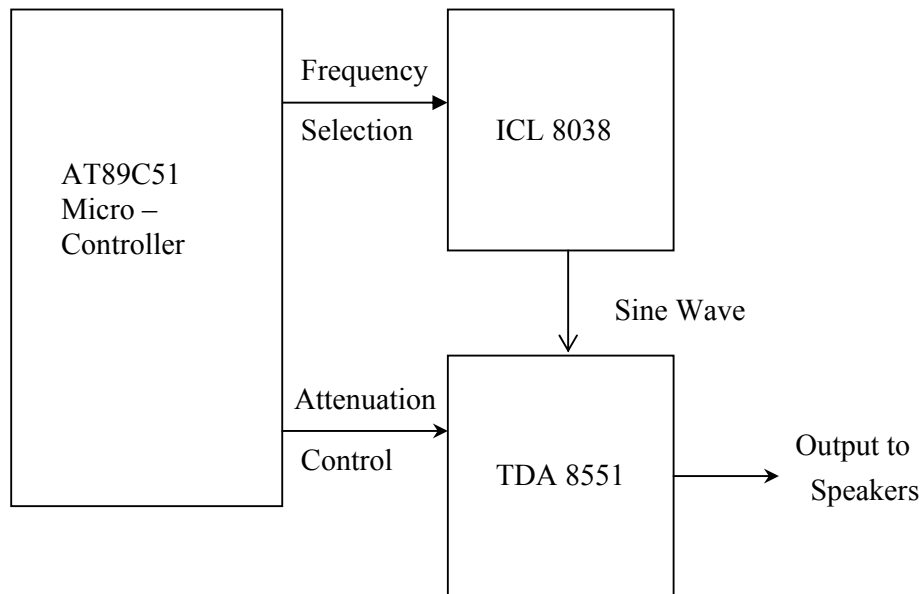 Frequency
Selection
ICL 8038
AT89C51
Micro –
Controller
Sine Wave
Attenuation
Control
TDA 8551
Output to
Speakers